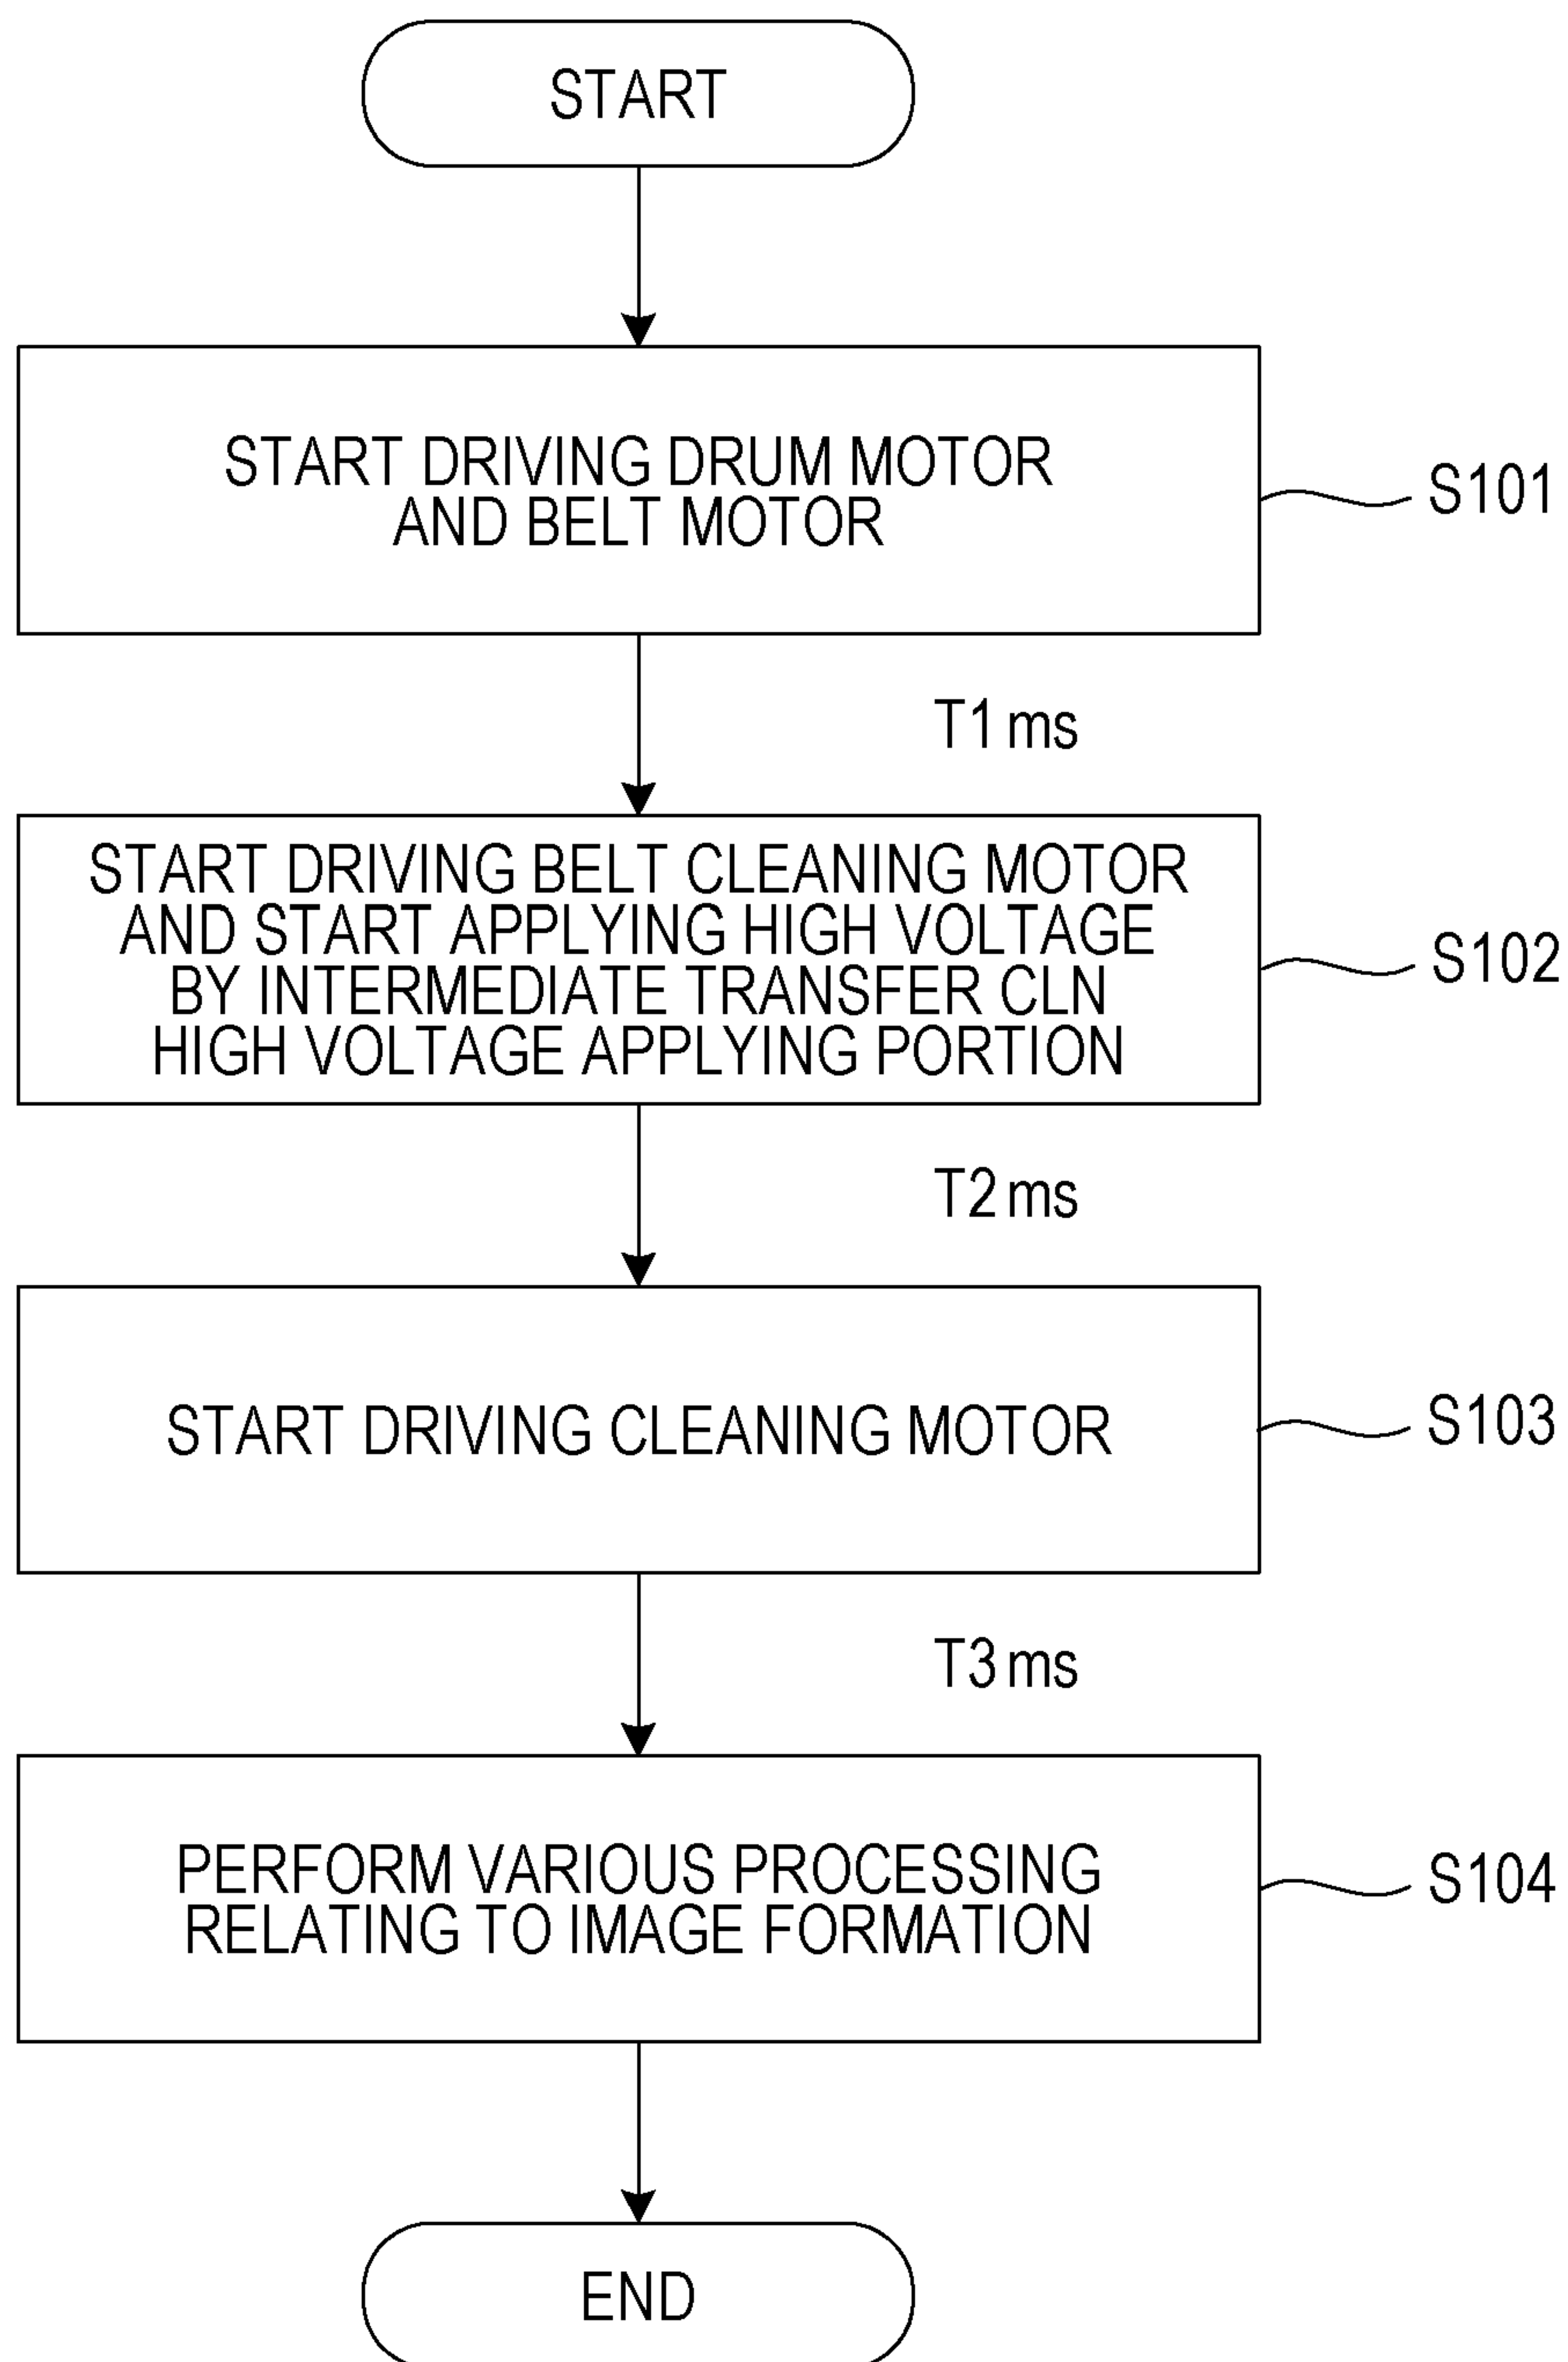 START
START DRIVING DRUM MOTOR
AND BELT MOTOR
S101
T1 ms
START DRIVING BELT CLEANING MOTOR
AND START APPLYING HIGH VOLTAGE
BY INTERMEDIATE TRANSFER CLN
HIGH VOLTAGE APPLYING PORTION
S102
T2 ms
START DRIVING CLEANING MOTOR
S103
T3 ms
PERFORM VARIOUS PROCESSING
RELATING TO IMAGE FORMATION
S104
END